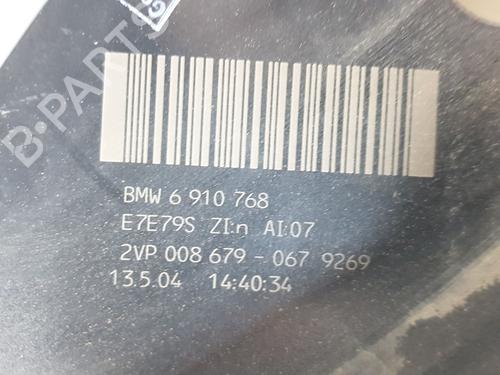 B-PARTS
BMW 6 910 768
E7E79S ZI:n AI:07
2VP 008 679 - 067 9269
13.5.04 14:40:34